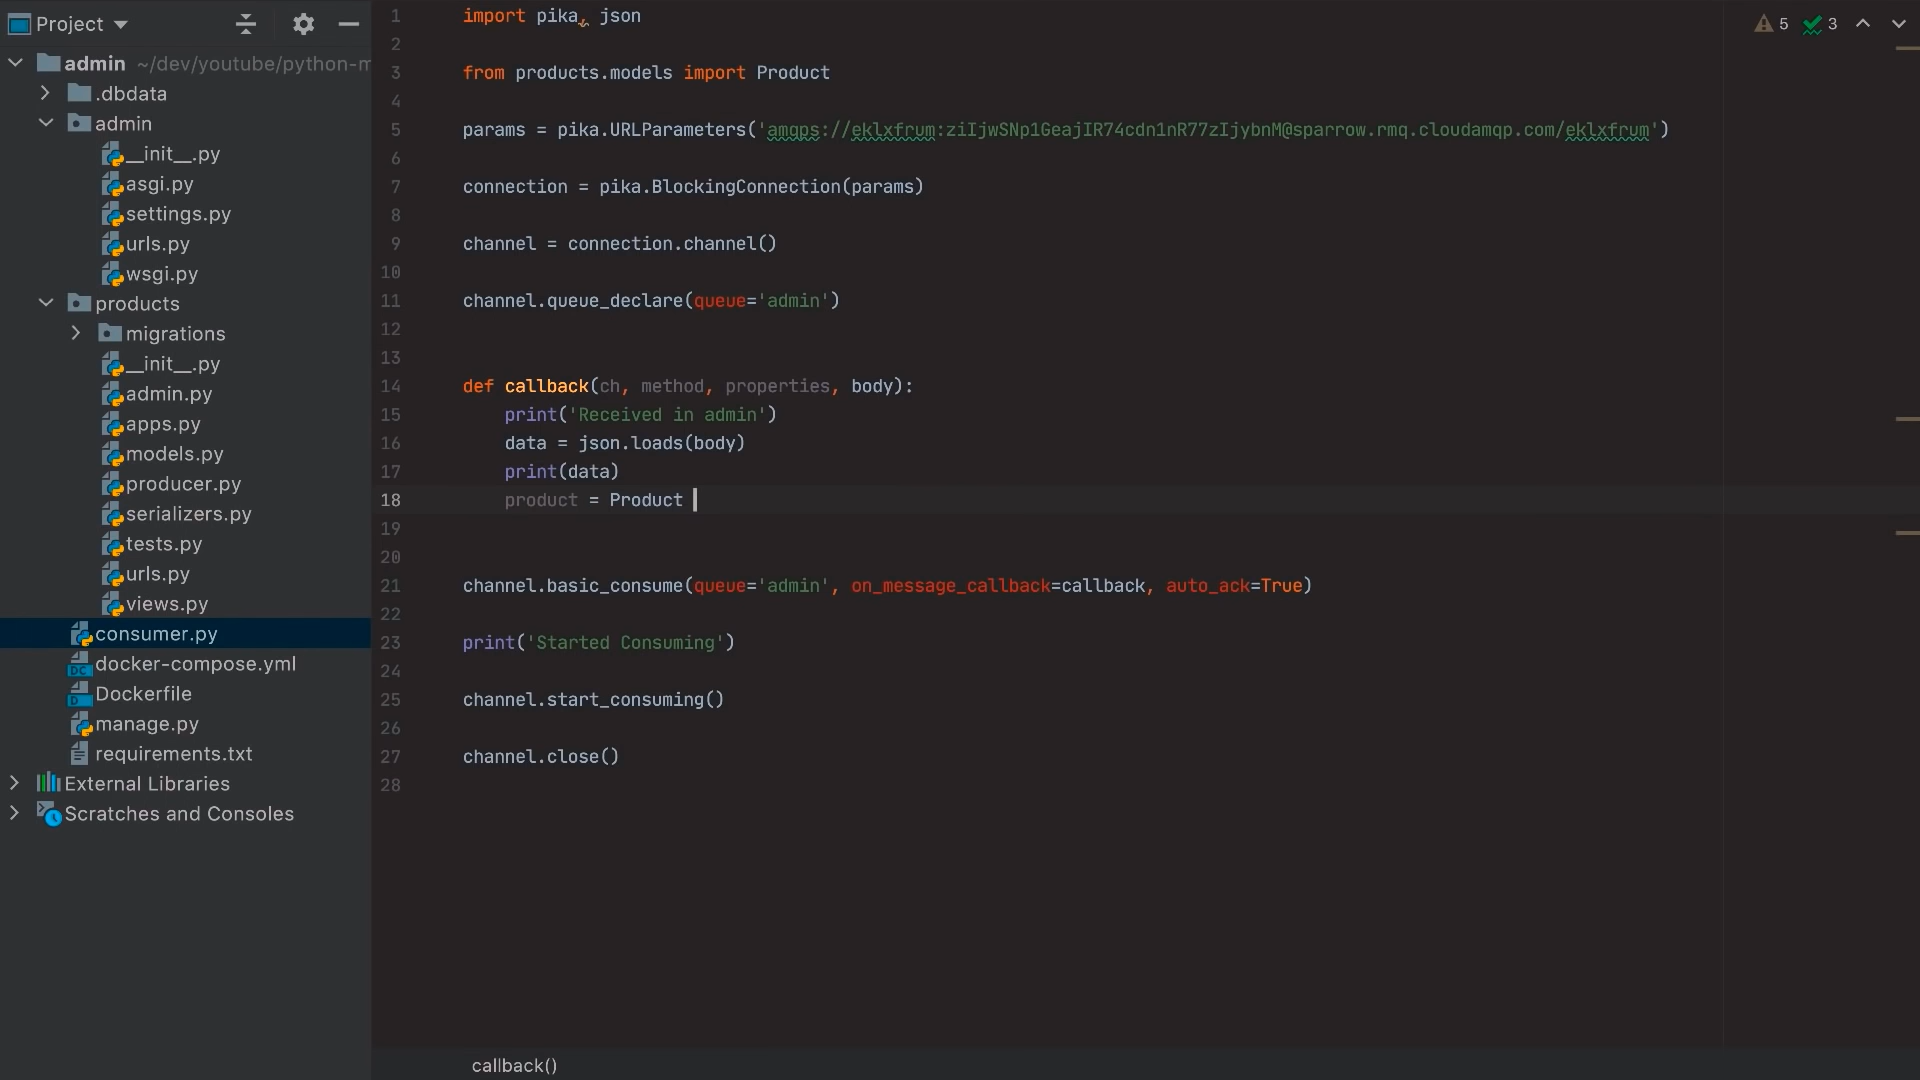 Project
admin ~/dev/youtube/python-m
.dbdata
admin
__init__.py
asgi.py
settings.py
urls.py
wsgi.py
products
migrations
__init__.py
admin.py
apps.py
models.py
producer.py
serializers.py
tests.py
urls.py
views.py
consumer.py
docker-compose.yml
Dockerfile
manage.py
requirements.txt
External Libraries
Scratches and Consoles
5 3
1 import pika, json
2
3 from products.models import Product
4
5 params = pika.URLParameters('amqps://eklxfrum:ziIjwSNp1GeajIR74cdn1nR77zIjybnM@sparrow.rmq.cloudamqp.com/eklxfrum')
6
7 connection = pika.BlockingConnection(params)
8
9 channel = connection.channel()
10
11 channel.queue_declare(queue='admin')
12
13
14 def callback(ch, method, properties, body):
15 print('Received in admin')
16 data = json.loads(body)
17 print(data)
18 product = Product
19
20
21 channel.basic_consume(queue='admin', on_message_callback=callback, auto_ack=True)
22
23 print('Started Consuming')
24
25 channel.start_consuming()
26
27 channel.close()
28
callback()